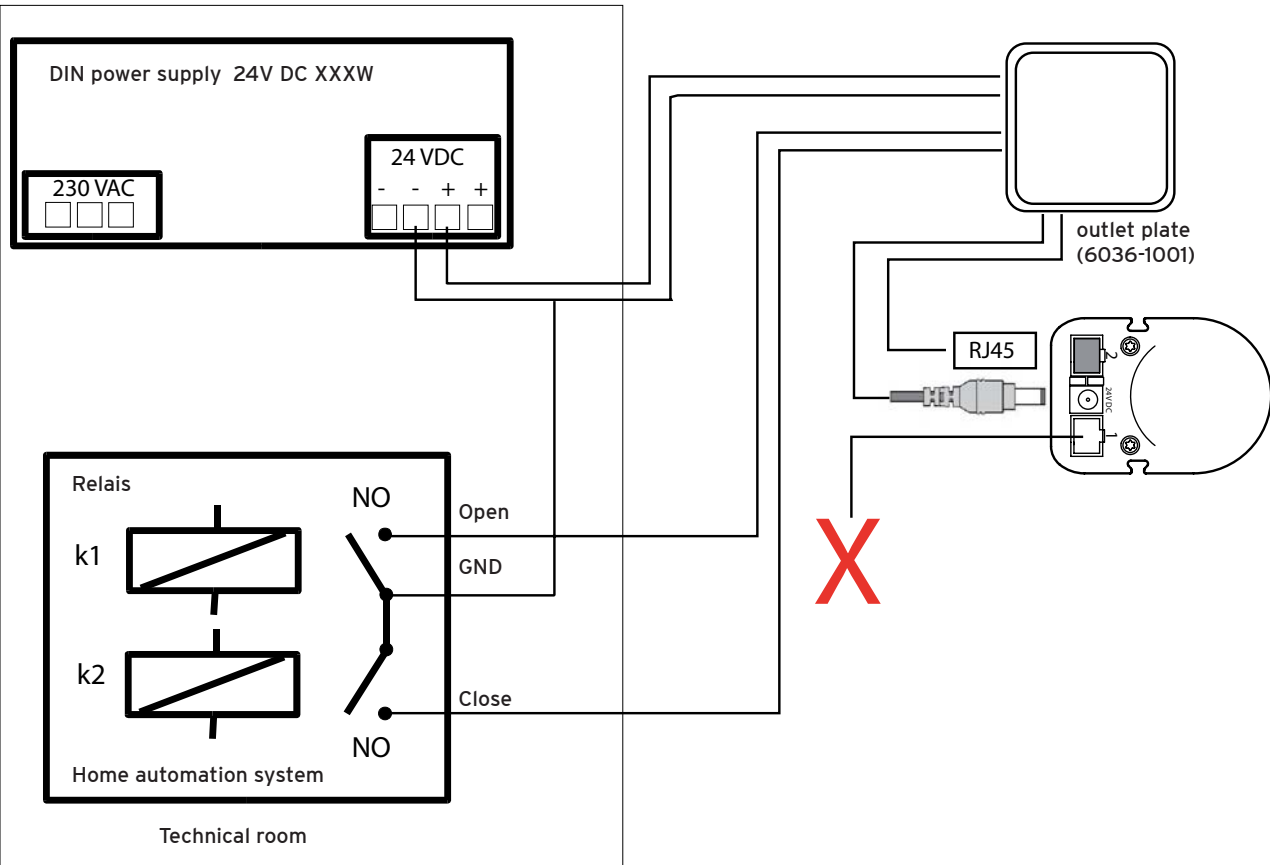 DIN power supply 24V DC XXXW
230 VAC
24 VDC
- - + +
outlet plate
(6036-1001)
RJ45
2
24VDC
1
Relais
k1
k2
NO
Open
GND
Close
NO
Home automation system
Technical room
X